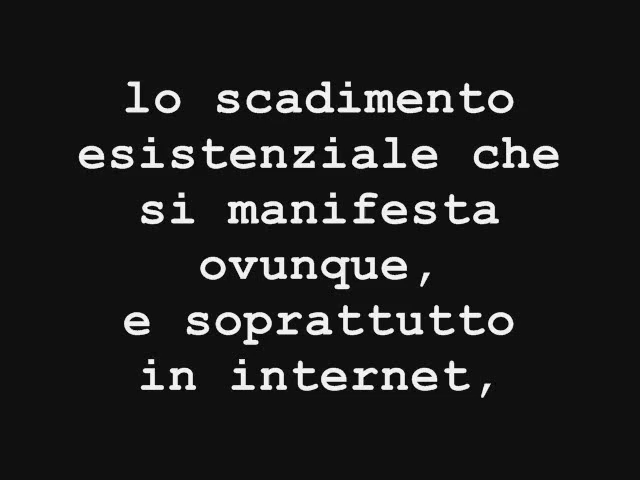 lo scadimento
esistenziale che
si manifesta
ovunque,
e soprattutto
in internet,